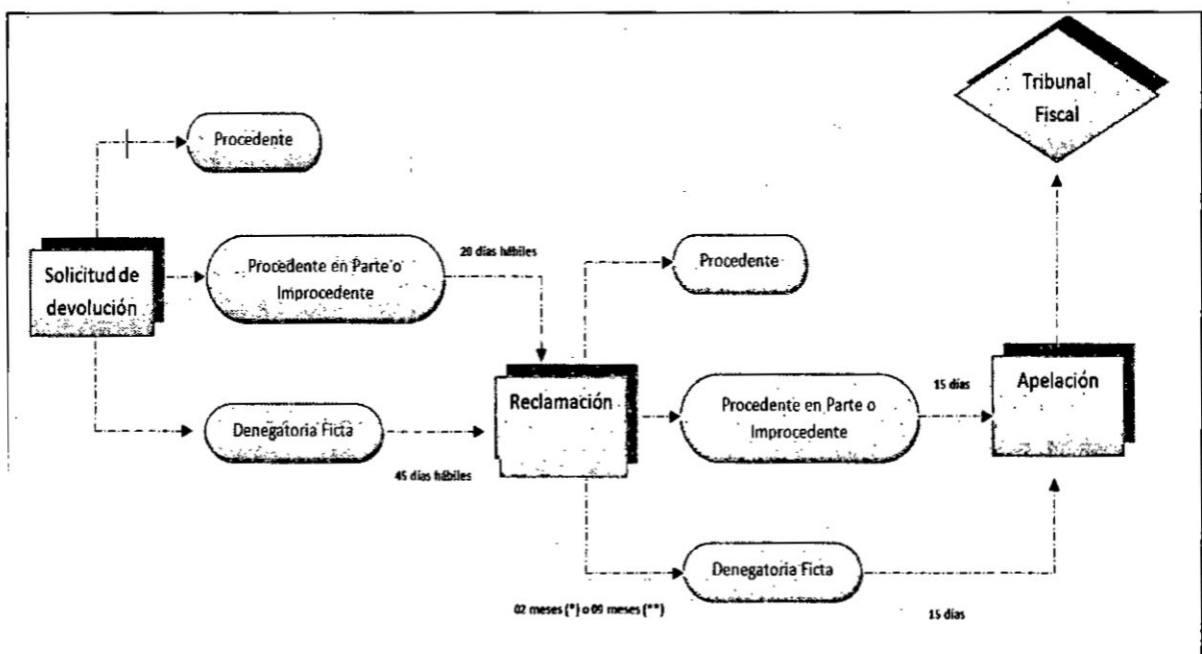 Tribunal
Fiscal
Procedente
Solicitud de
devolución
Procedente en Parte o
Improcedente
20 días hábiles
Procedente
Denegatoria Ficta
45 días hábiles
Reclamación
Procedente en Parte o
Improcedente
15 días
Apelación
Denegatoria Ficta
02 meses (*) o 09 meses (**)
15 días